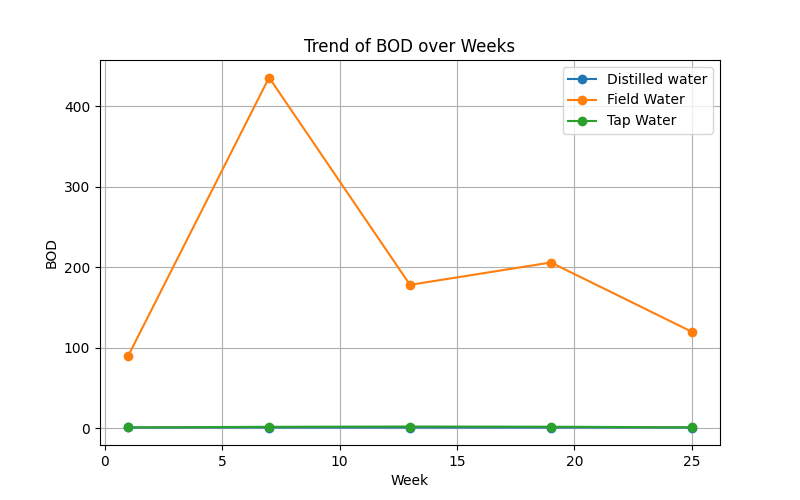 Trend of BOD over Weeks
Distilled water
Field Water
Tap Water
BOD
400
300
200
100
0
0 5 10 15 20 25
Week